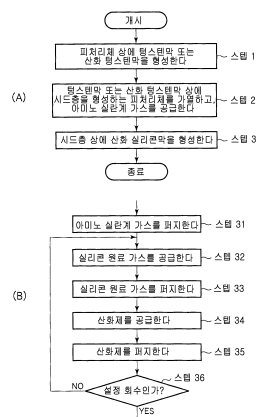 개시
피처리체 상에 텅스텐막 또는
산화 텅스텐막을 형성한다
스텝 1
(A)
텅스텐막 또는 산화 텅스텐막 상에
시드층을 형성하는 피처리체를 가열하고,
아미노 실란계 가스를 공급한다
스텝 2
시드층 상에 산화 실리콘막을 형성한다
스텝 3
종료
아미노 실란계 가스를 퍼지한다
스텝 31
실리콘 원료 가스를 공급한다
스텝 32
(B)
실리콘 원료 가스를 퍼지한다
스텝 33
산화제를 공급한다
스텝 34
산화제를 퍼지한다
스텝 35
스텝 36
NO
설정 회수인가?
YES